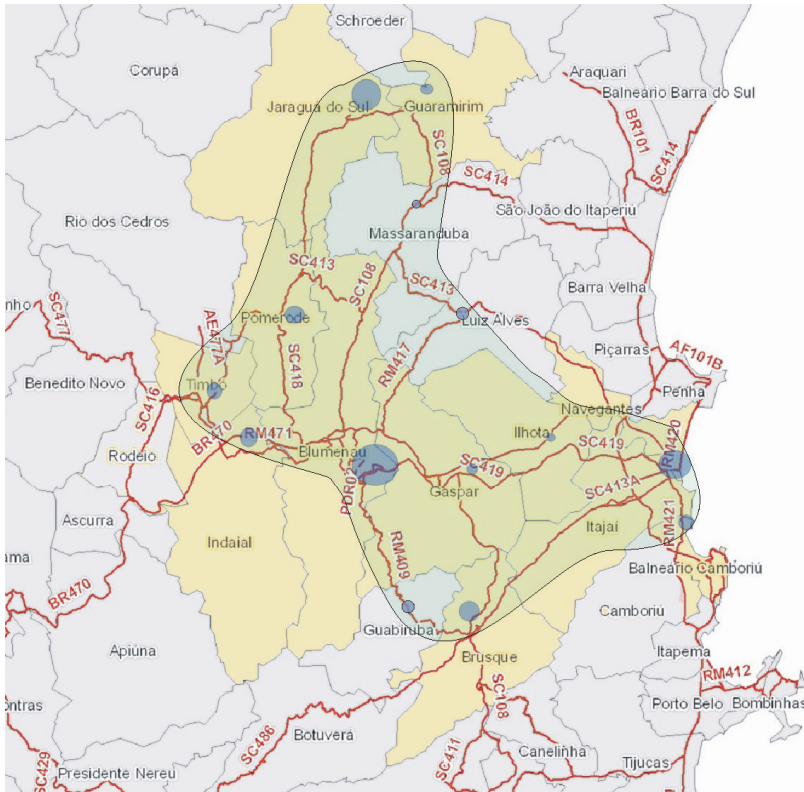 Schroeder
Corupá
Araquari
Balneario Barra do Sul
Jaraguá do Sul
Guaramirim
BR101
SC414
SC108
SC414
São João do Itaperiú
Rio dos Cedros
Massaranduba
SC413
SC108
SC413
Barra Velha
SC477
AE477A
Pomerode
Luiz Alves
RM417
Piçarras
AF101B
SC418
Benedito Novo
Timbó
Penha
SC416
Navegantes
Rodeio
BR470
RM471
Blumenau
Ilhota
SC419
RM420
SC419
Gaspar
SC413A
Ascurra
Itajaí
RM421
Indaial
RM409
Balneário Camboriú
BR470
Camboriú
Guabiruba
Apiúna
Brusque
Itapema
RM412
SC108
Porto Belo
Bombinhas
SC486
Botuverá
SC411
Canelinha
Tijucas
SC429
Presidente Nereu